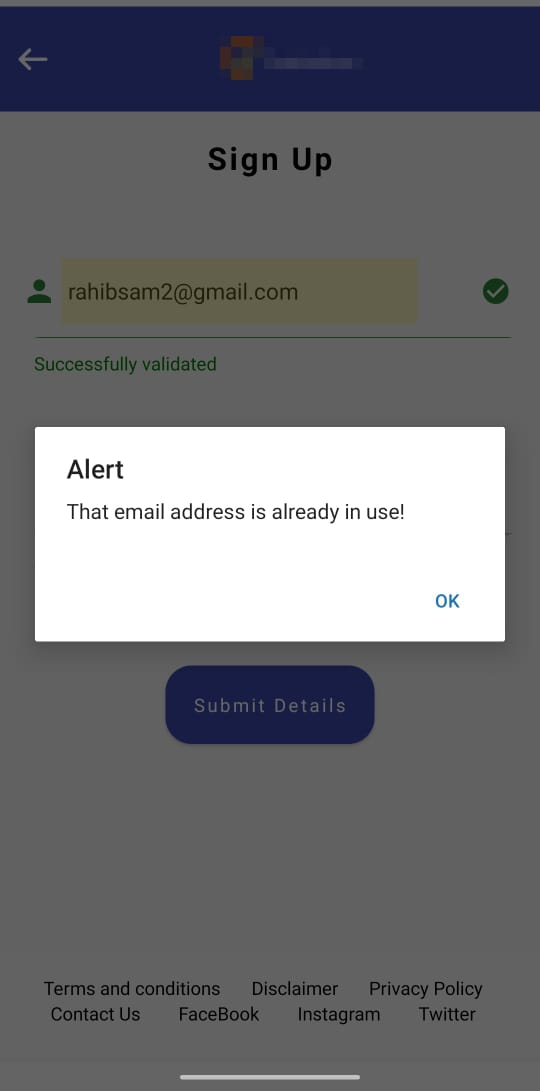 Sign Up
rahibsam2@gmail.com
Successfully validated
Alert
That email address is already in use!
OK
Submit Details
Terms and conditions Disclaimer Privacy Policy
Contact Us FaceBook Instagram Twitter